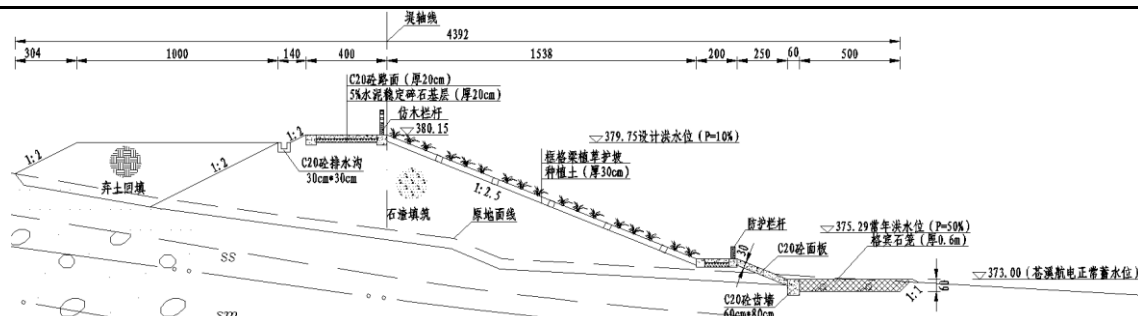 堤轴线
4392
304
1000
140
400
1538
200
250
60
500
C20砼路面（厚20cm）
5%水泥稳定碎石基层（厚20cm）
仿木栏杆
380.15
379.75设计洪水位（P=10%）
1:2
1:2
1:2
C20砼排水沟
30cm*30cm
弃土回填
框格梁植草护坡
种植土（厚30cm）
1:2.5
石渣填筑
原地面线
防护栏杆
375.29常年洪水位（P=50%）
格宾石笼（厚0.6m）
30
C20砼面板
373.00（苍溪航电正常蓄水位）
60
1:1
C20砼齿墙
60cm*80cm
SS
sm